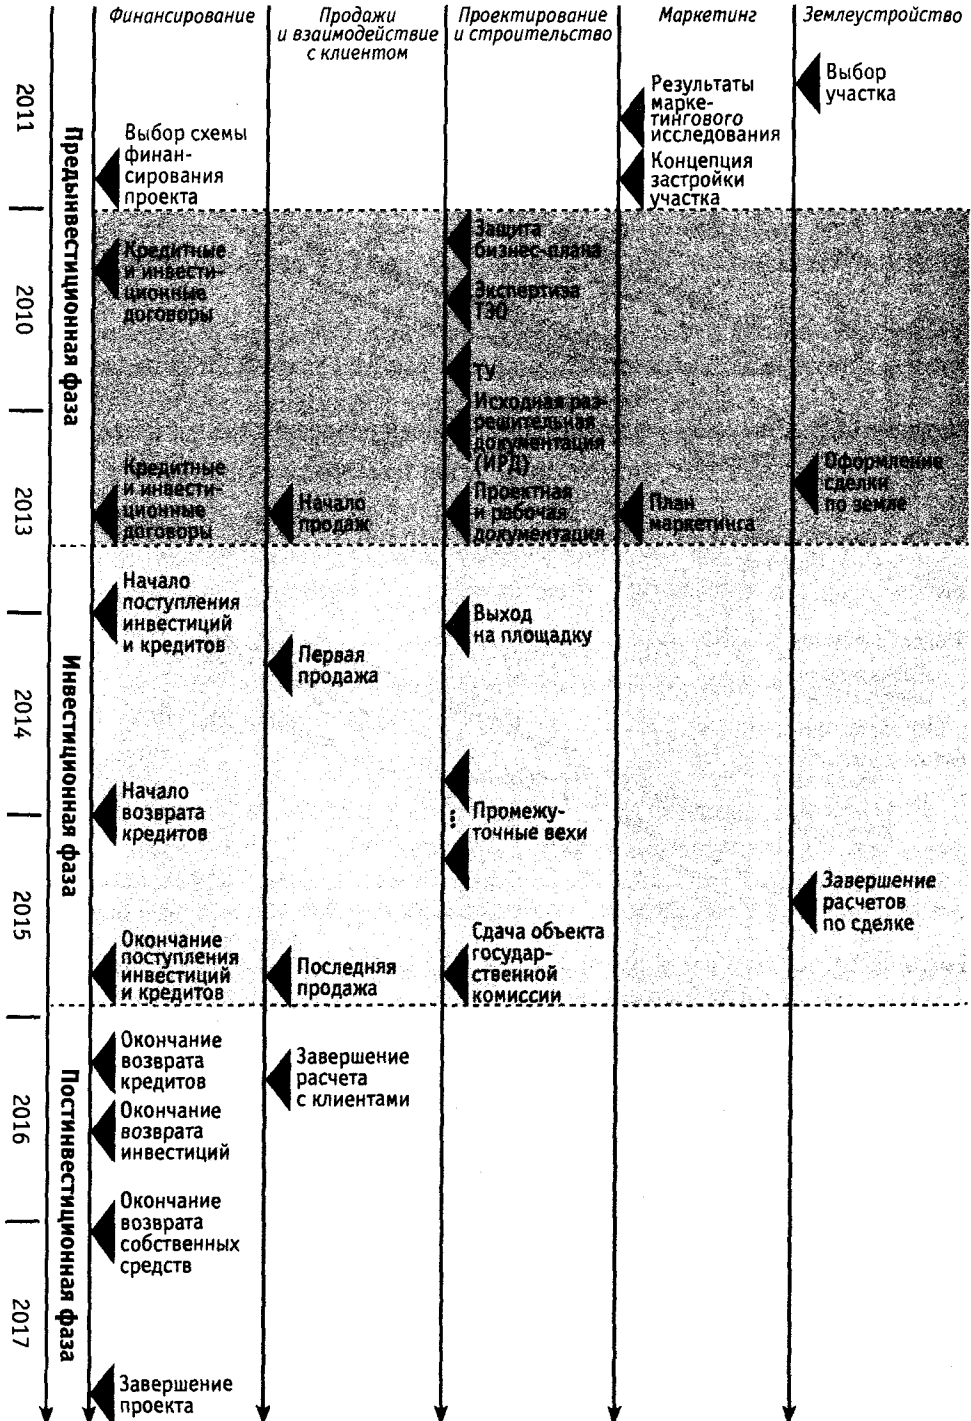 Финансирование
Продажи
и взаимодействие
с клиентом
Проектирование
и строительство
Маркетинг
Землеустройство
2011
2010
2013
2014
2015
2016
2017
Предынвестиционная фаза
Инвестиционная фаза
Постинвестиционная фаза
Выбор схемы
финан-
сирования
проекта
Кредитные
и инвести-
ционные
договоры
Кредитные
и инвести-
ционные
договоры
Начало
поступления
инвестиций
и кредитов
Начало
возврата
кредитов
Окончание
поступления
инвестиций
и кредитов
Окончание
возврата
кредитов
Окончание
возврата
инвестиций
Окончание
возврата
собственных
средств
Завершение
проекта
Начало
продаж
Первая
продажа
Последняя
продажа
Завершение
расчета
с клиентами
Защита
бизнес-плана
Экспертиза
ТЭО
ТУ
Исходная раз-
решительная
документация
(ИРД)
Проектная
и рабочая
документация
Выход
на площадку
...
Промежу-
точные вехи
Сдача объекта
государ-
ственной
комиссии
Результаты
марке-
тингового
исследования
Концепция
застройки
участка
План
маркетинга
Выбор
участка
Оформление
сделки
по земле
Завершение
расчетов
по сделке